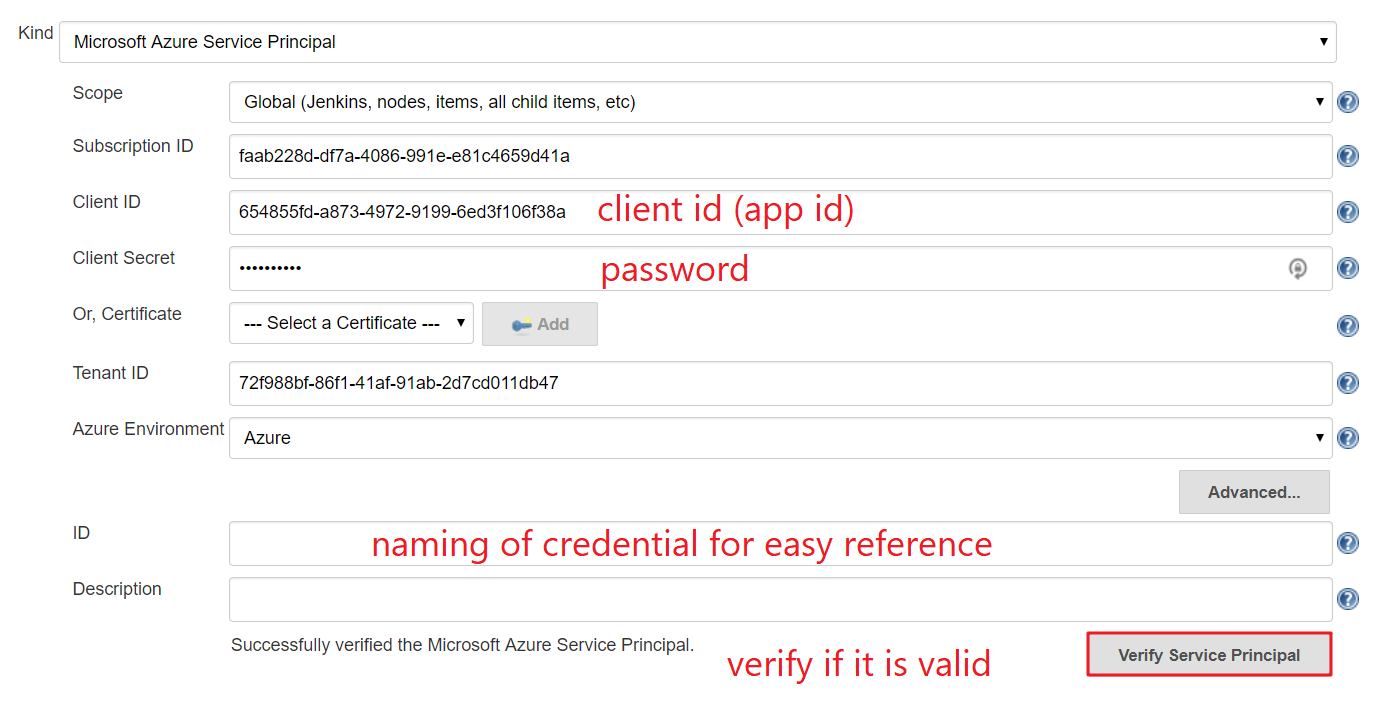 Kind Microsoft Azure Service Principal
Scope Global (Jenkins, nodes, items, all child items, etc)
Subscription ID faab228d-df7a-4086-991e-e81c4659d41a
Client ID 654855fd-a873-4972-9199-6ed3f106f38a client id (app id)
Client Secret •••••••••• password
Or, Certificate --- Select a Certificate --- Add
Tenant ID 72f988bf-86f1-41af-91ab-2d7cd011db47
Azure Environment Azure
Advanced...
ID naming of credential for easy reference
Description
Successfully verified the Microsoft Azure Service Principal. verify if it is valid Verify Service Principal